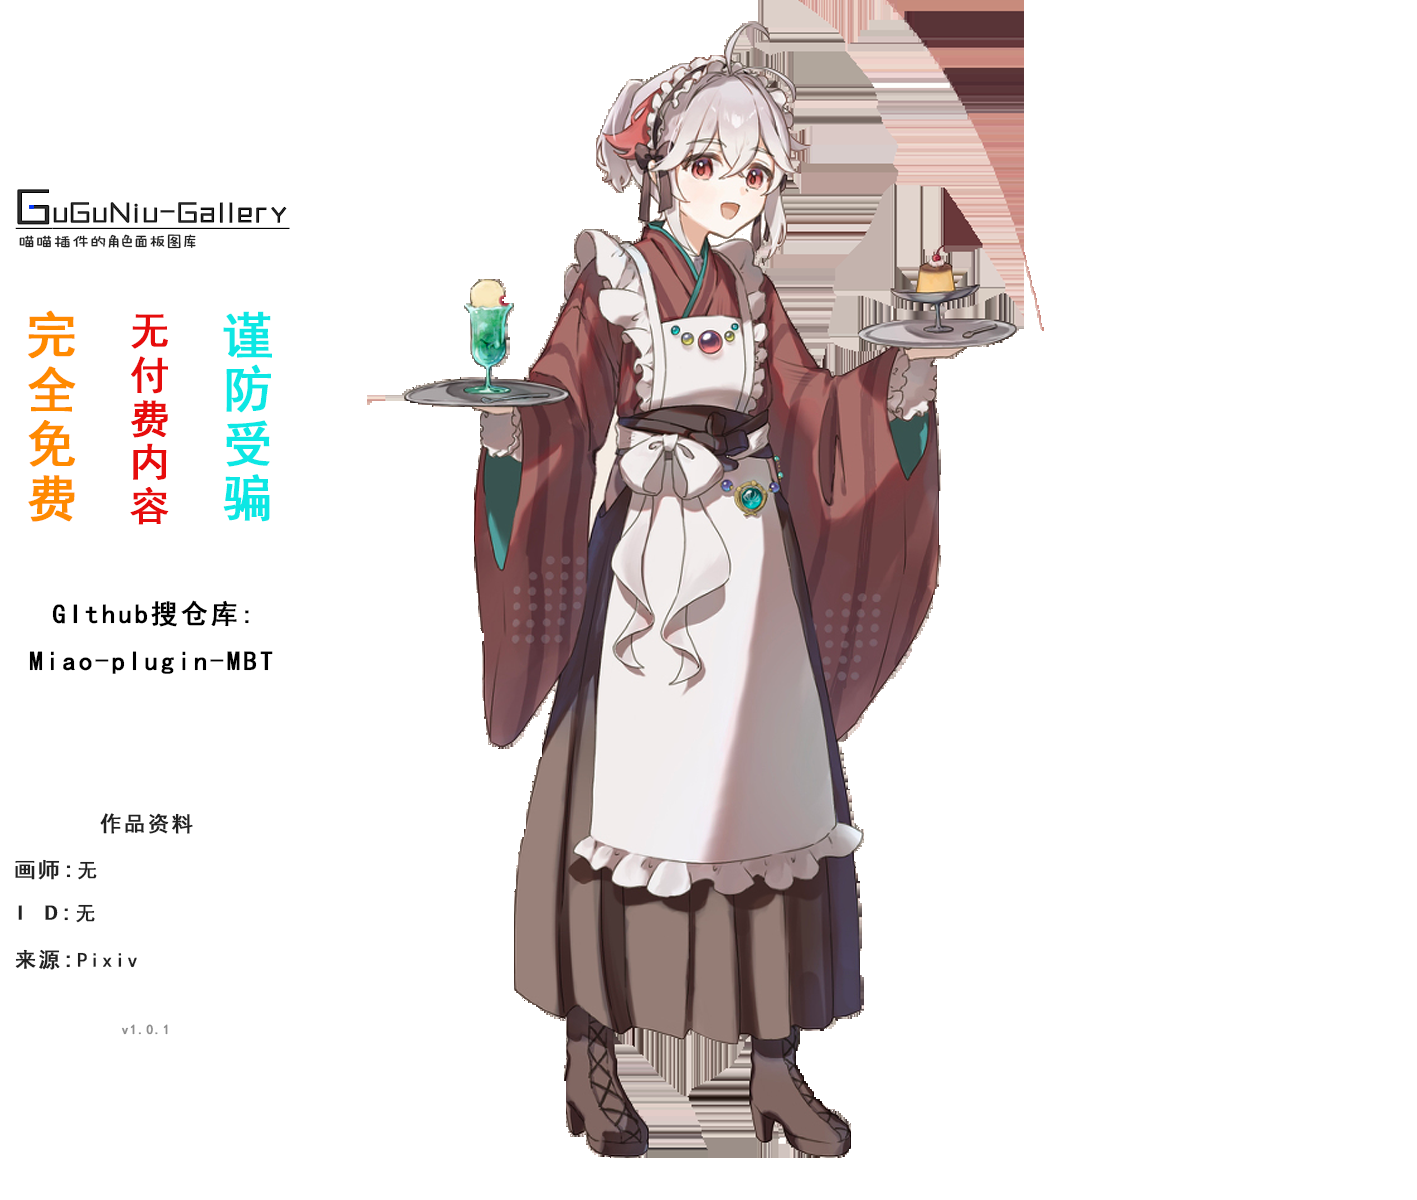 GuGuNiu-Gallery
喵喵插件的角色面板图库
完全免费
无付费内容
谨防受骗
GIthub搜仓库:
Miao-plugin-MBT
作品资料
画师:无
I D:无
来源:Pixiv
v1.0.1